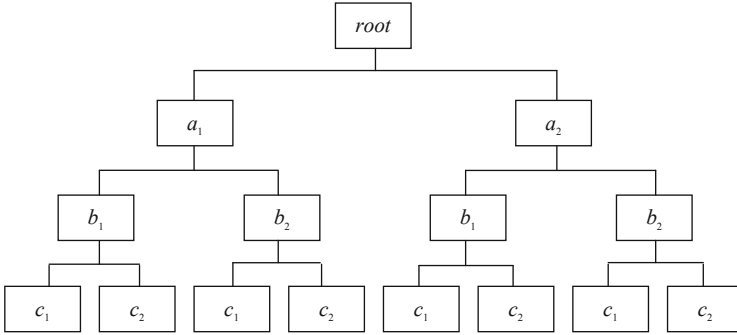 root
a₁ a₂
b₁ b₂ b₁ b₂
c₁ c₂ c₁ c₂ c₁ c₂ c₁ c₂